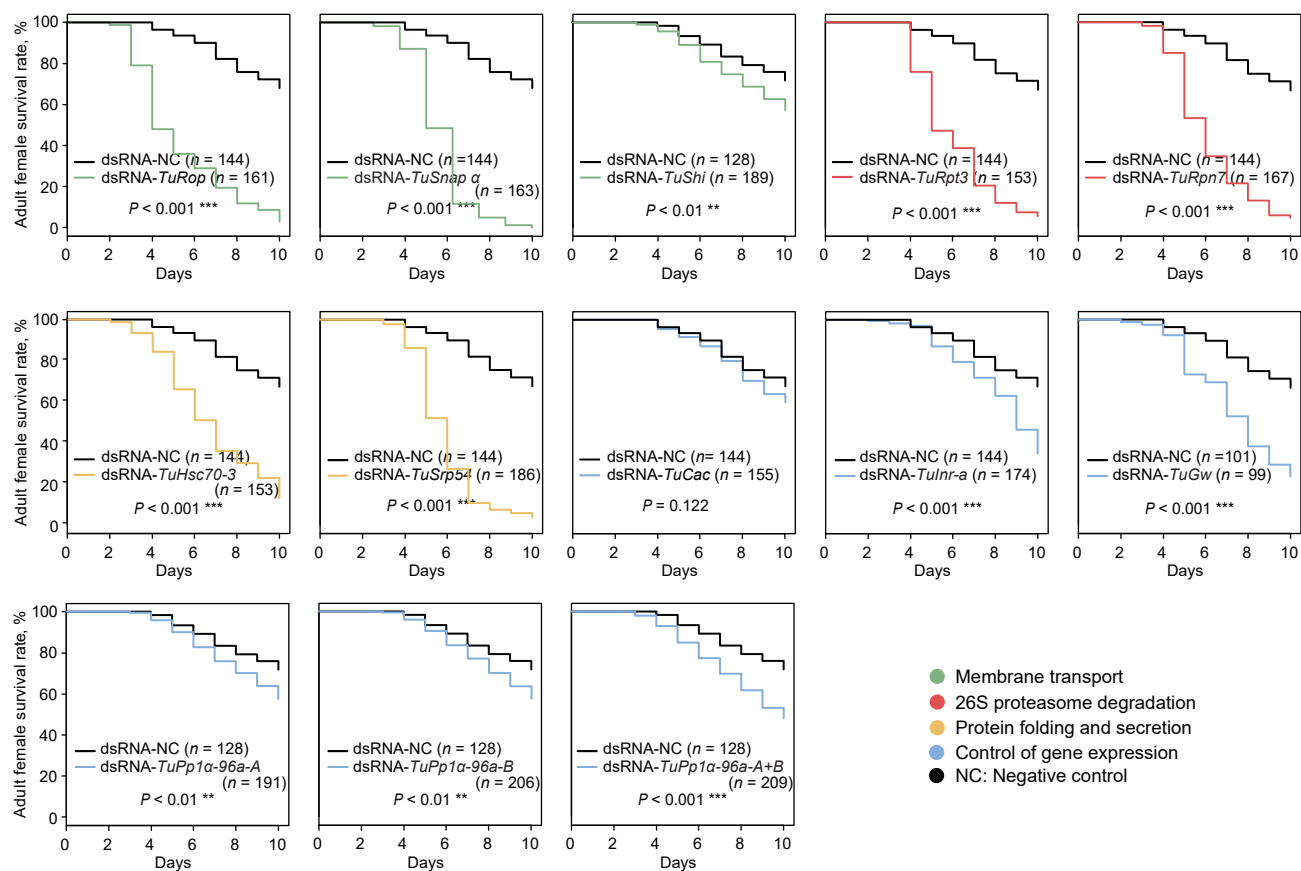 Adult female survival rate, %
100
80
60
40
20
0
dsRNA-NC (n = 144)
dsRNA-TuRop (n = 161)
P < 0.001 ***
0 2 4 6 8 10
Days
dsRNA-NC (n =144)
dsRNA-TuSnap α
(n = 163)
P < 0.001 ***
0 2 4 6 8 10
Days
dsRNA-NC (n = 128)
dsRNA-TuShi (n = 189)
P < 0.01 **
0 2 4 6 8 10
Days
dsRNA-NC (n = 144)
dsRNA-TuRpt3 (n = 153)
P < 0.001 ***
0 2 4 6 8 10
Days
dsRNA-NC (n = 144)
dsRNA-TuRpn7 (n = 167)
P < 0.001 ***
0 2 4 6 8 10
Days
Adult female survival rate, %
100
80
60
40
20
0
dsRNA-NC (n = 144)
dsRNA-TuHsc70-3
(n = 153)
P < 0.001 ***
0 2 4 6 8 10
Days
dsRNA-NC (n = 144)
dsRNA-TuSrp54 (n = 186)
P < 0.001 ***
0 2 4 6 8 10
Days
dsRNA-NC (n= 144)
dsRNA-TuCac (n = 155)
P = 0.122
0 2 4 6 8 10
Days
dsRNA-NC (n = 144)
dsRNA-TuInr-a (n = 174)
P < 0.001 ***
0 2 4 6 8 10
Days
dsRNA-NC (n =101)
dsRNA-TuGw (n = 99)
P < 0.001 ***
0 2 4 6 8 10
Days
Adult female survival rate, %
100
80
60
40
20
0
dsRNA-NC (n = 128)
dsRNA-TuPp1α-96a-A
(n = 191)
P < 0.01 **
0 2 4 6 8 10
Days
dsRNA-NC (n = 128)
dsRNA-TuPp1α-96a-B
(n = 206)
P < 0.01 **
0 2 4 6 8 10
Days
dsRNA-NC (n = 128)
dsRNA-TuPp1α-96a-A+B
(n = 209)
P < 0.001 ***
0 2 4 6 8 10
Days
Membrane transport
26S proteasome degradation
Protein folding and secretion
Control of gene expression
NC: Negative control